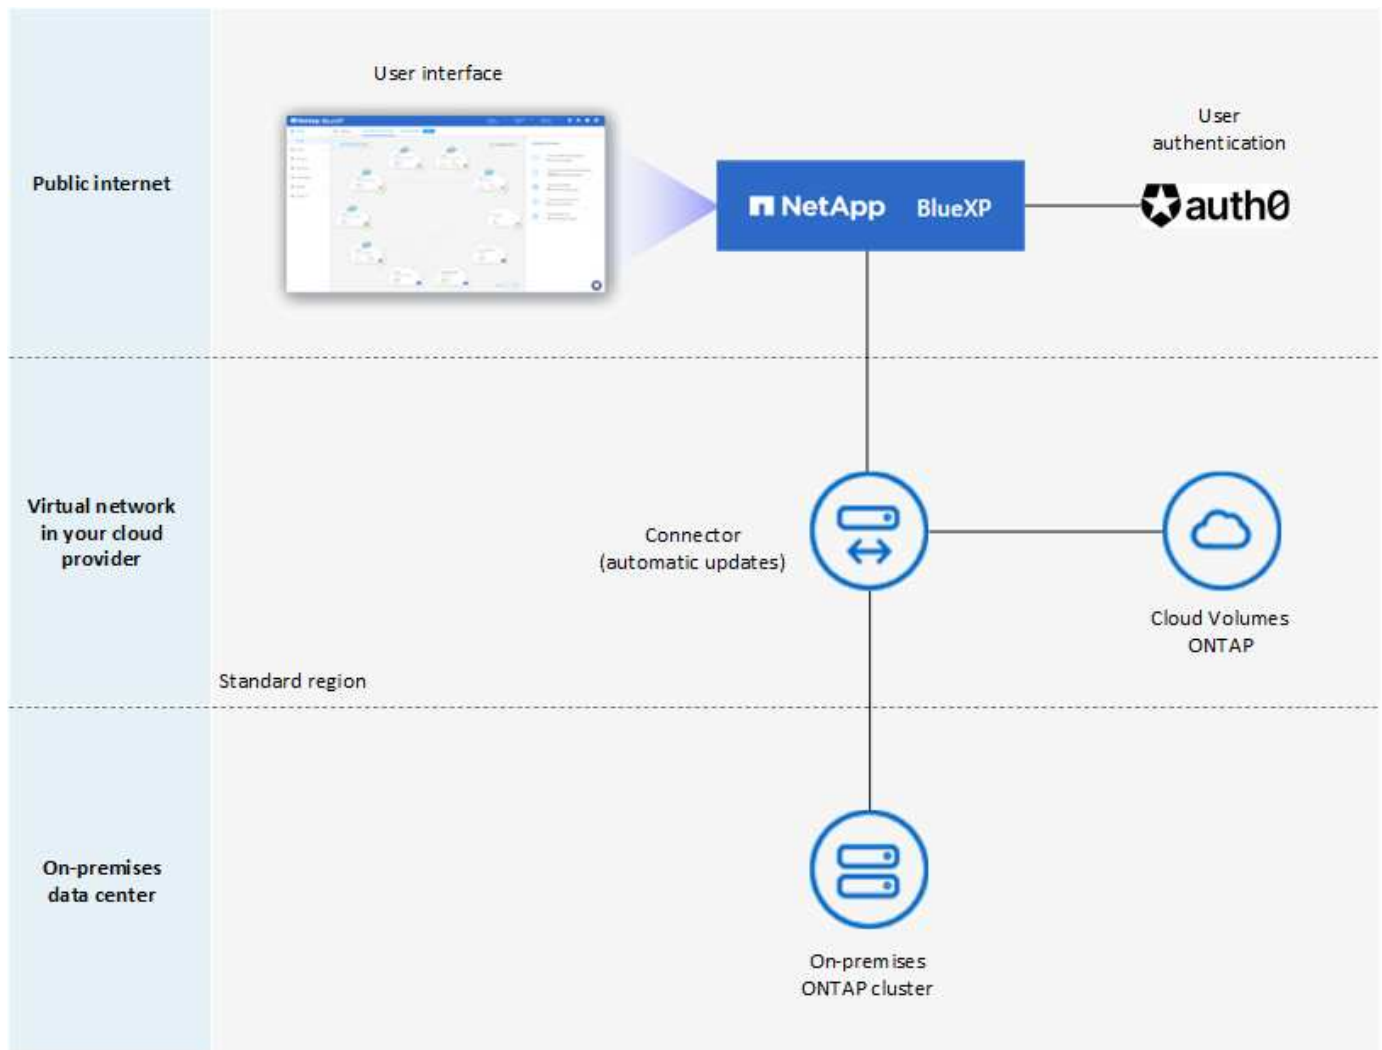 User interface
User
authentication
Public internet
NetApp BlueXP
auth0
Virtual network
in your cloud
provider
Connector
(automatic updates)
Cloud Volumes
ONTAP
Standard region
On-premises
data center
On-premises
ONTAP cluster